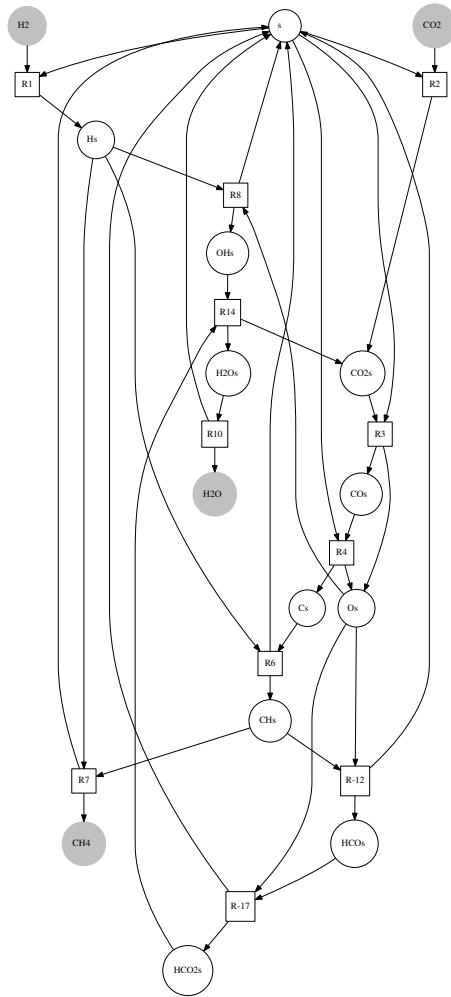 H2
s
CO2
R1
R2
Hs
R8
OHs
R14
H2Os
CO2s
R10
R3
H2O
COs
R4
Cs
Os
R6
CHs
R7
R-12
CH4
HCOs
R-17
HCO2s